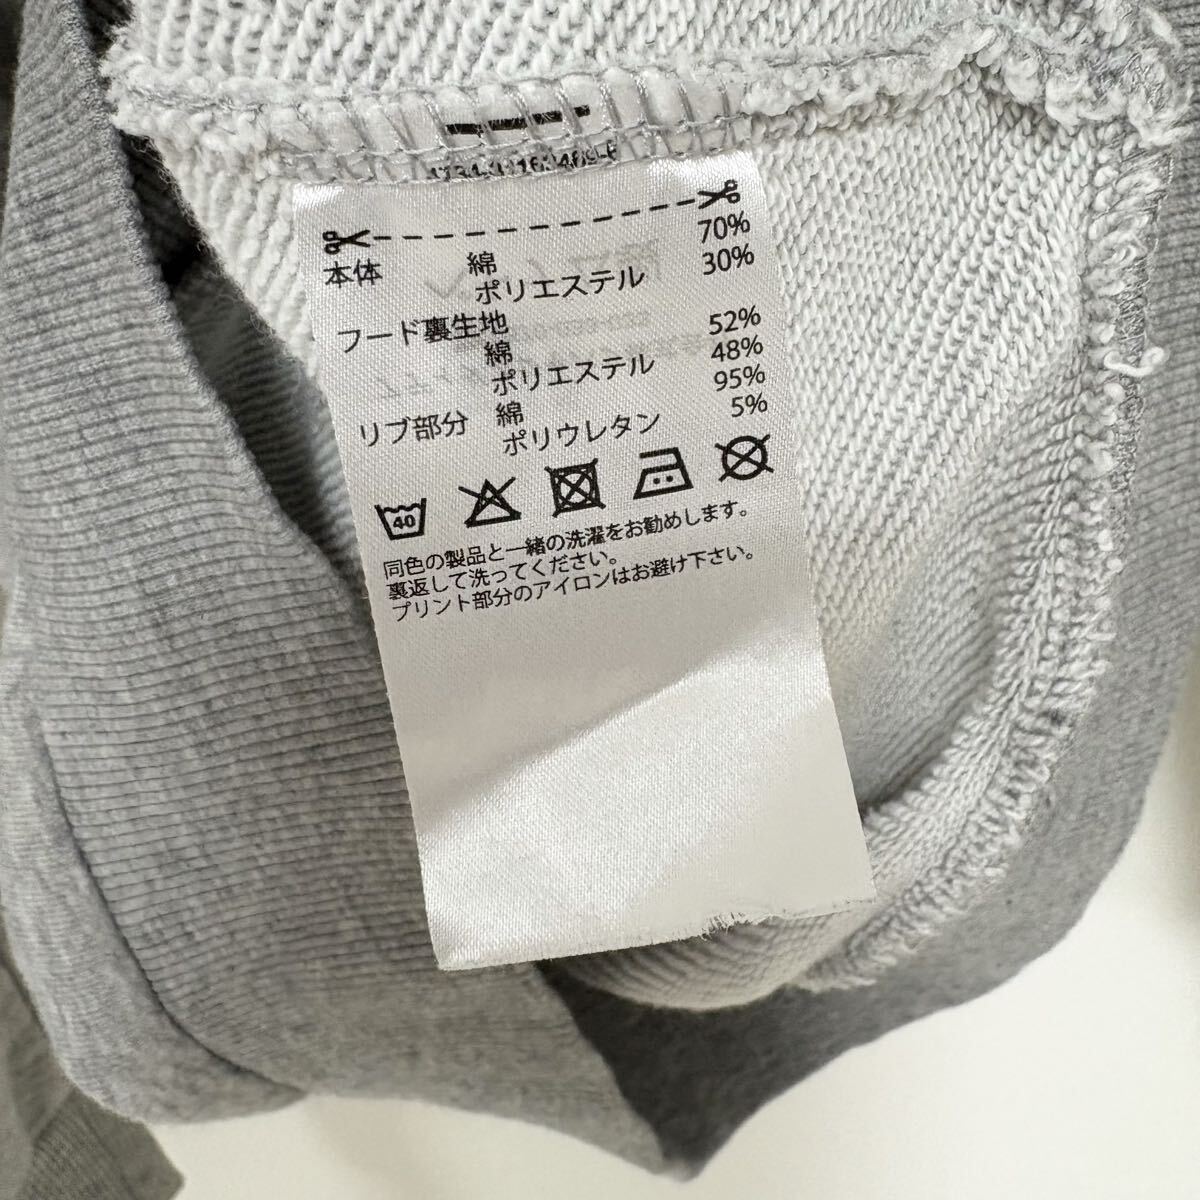 本体 綿 70%
ポリエステル 30%
フード裏生地
綿 52%
ポリエステル 48%
リブ部分 綿 95%
ポリウレタン 5%
40
同色の製品と一緒の洗濯をお勧めします。
裏返して洗ってください。
プリント部分のアイロンはお避け下さい。